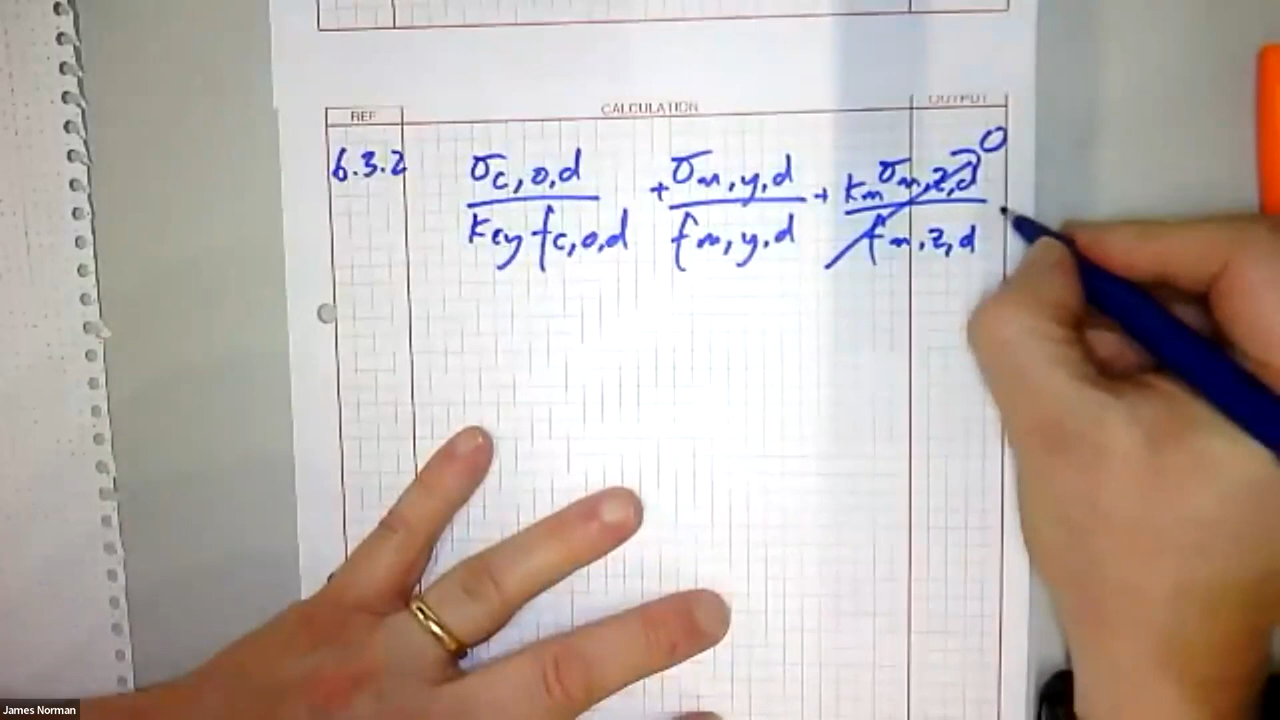 REF CALCULATION OUTPUT
6.3.2 σc,0,d / kcy fc,0,d + σm,y,d / fm,y,d + km σm,z,d / fm,z,d 0
James Norman